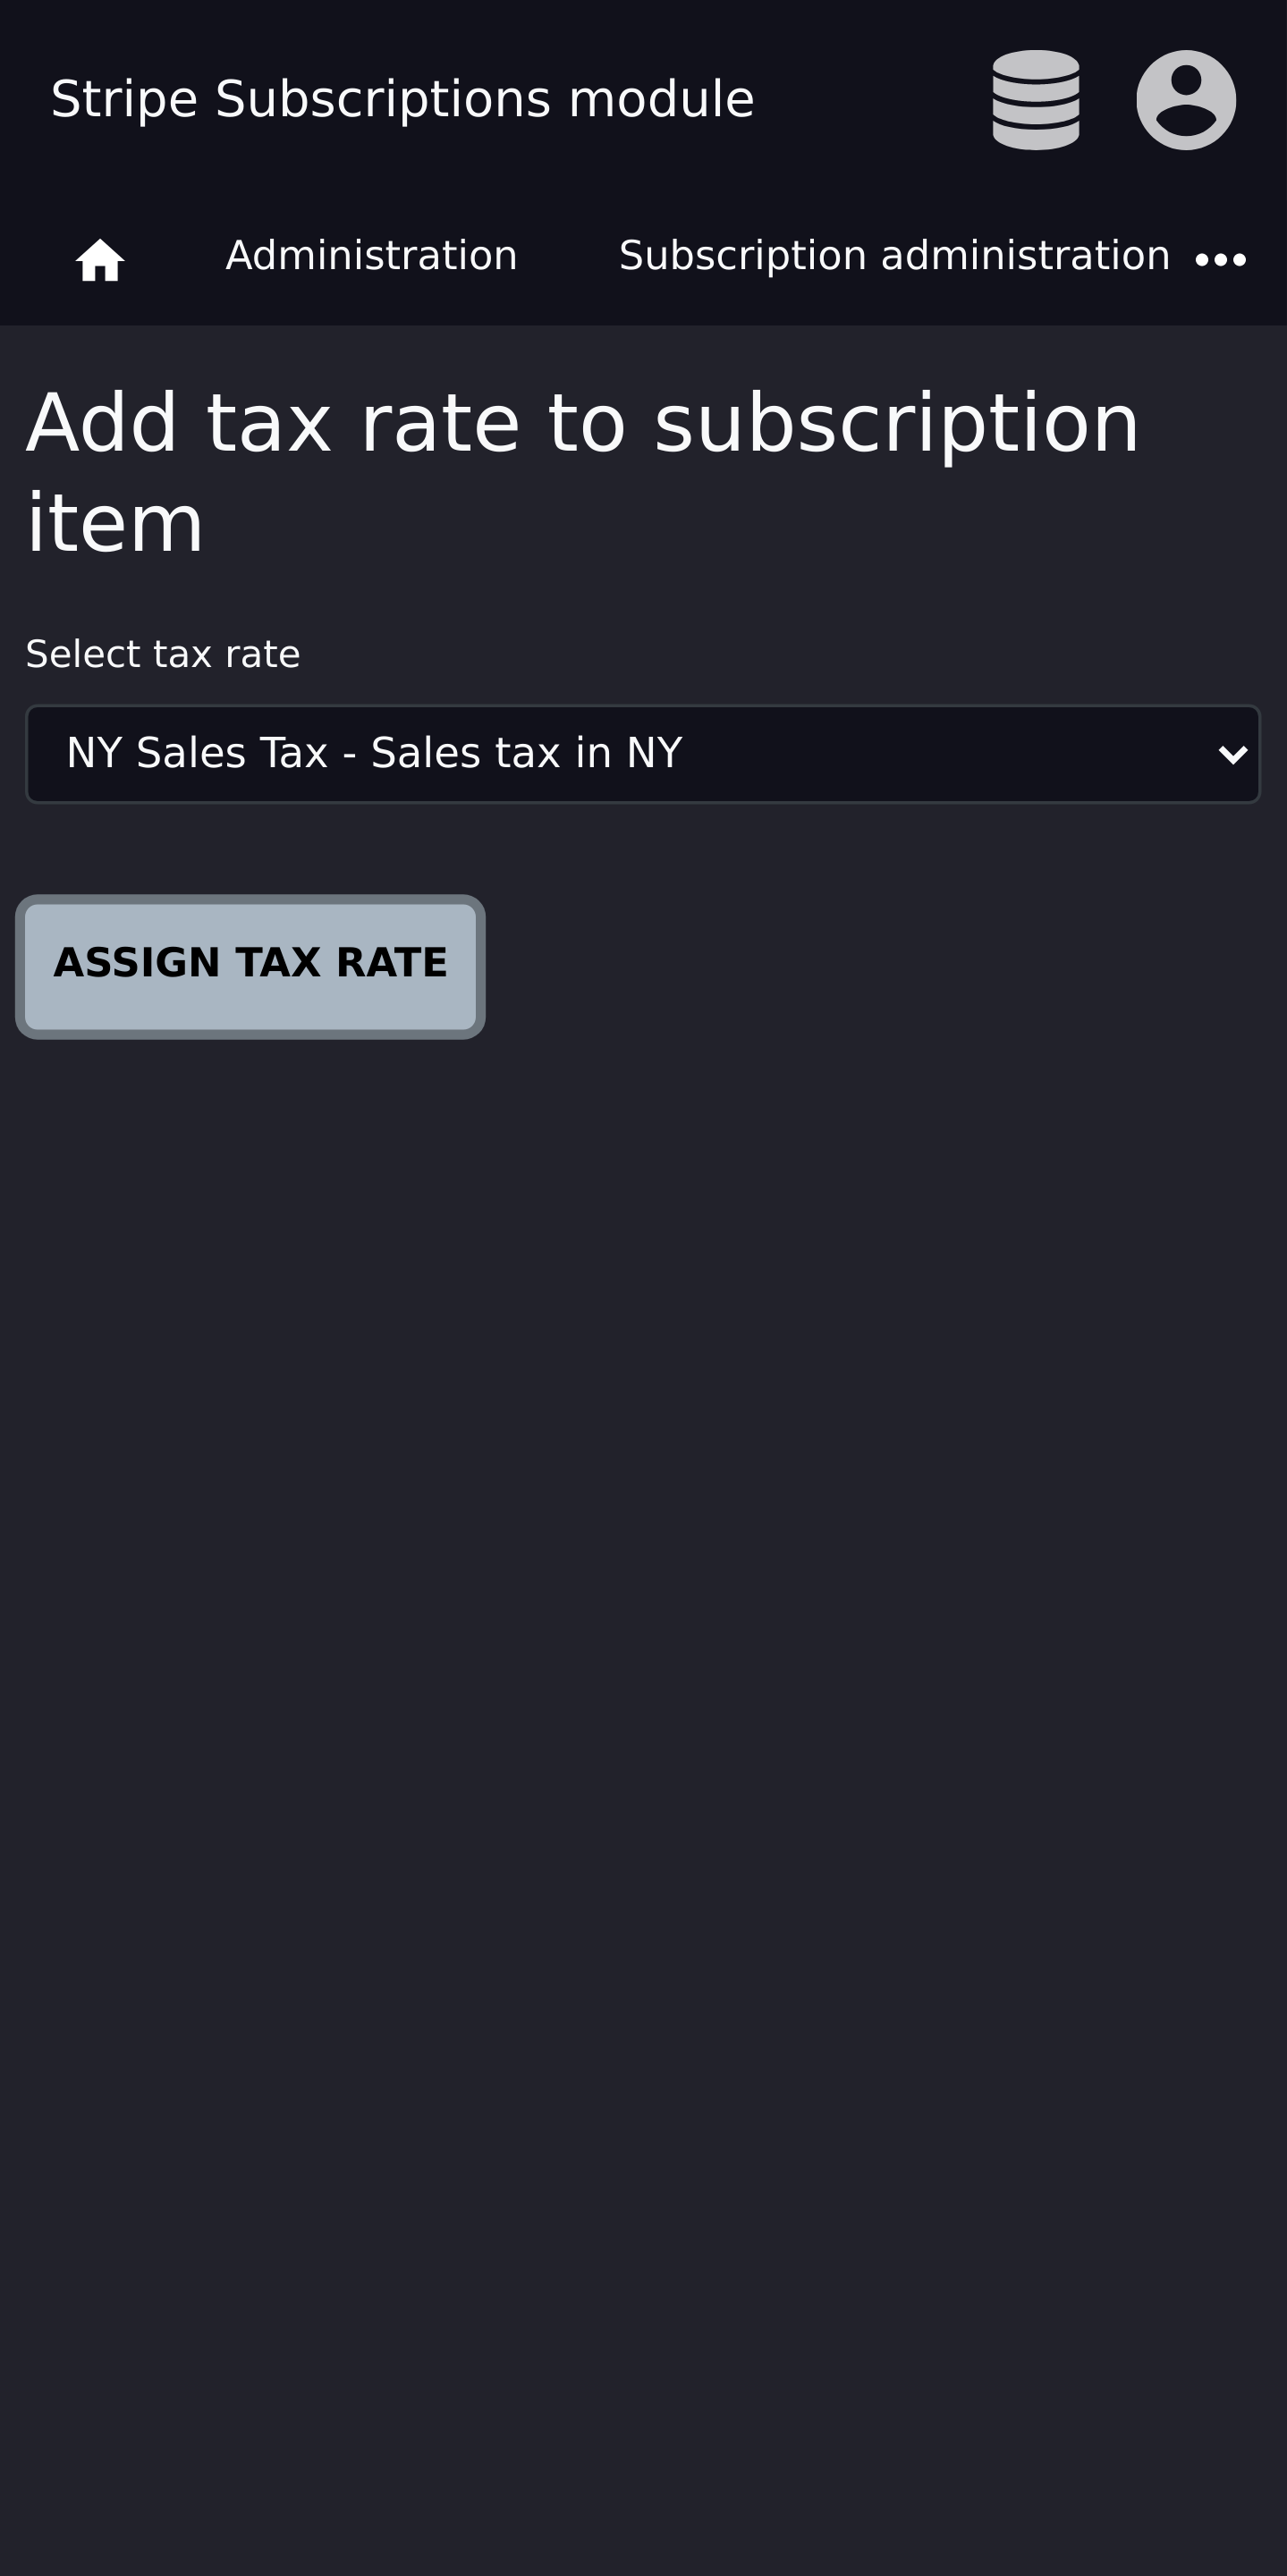 Stripe Subscriptions module
Administration
Subscription administration
Add tax rate to subscription
item
Select tax rate
NY Sales Tax - Sales tax in NY
ASSIGN TAX RATE